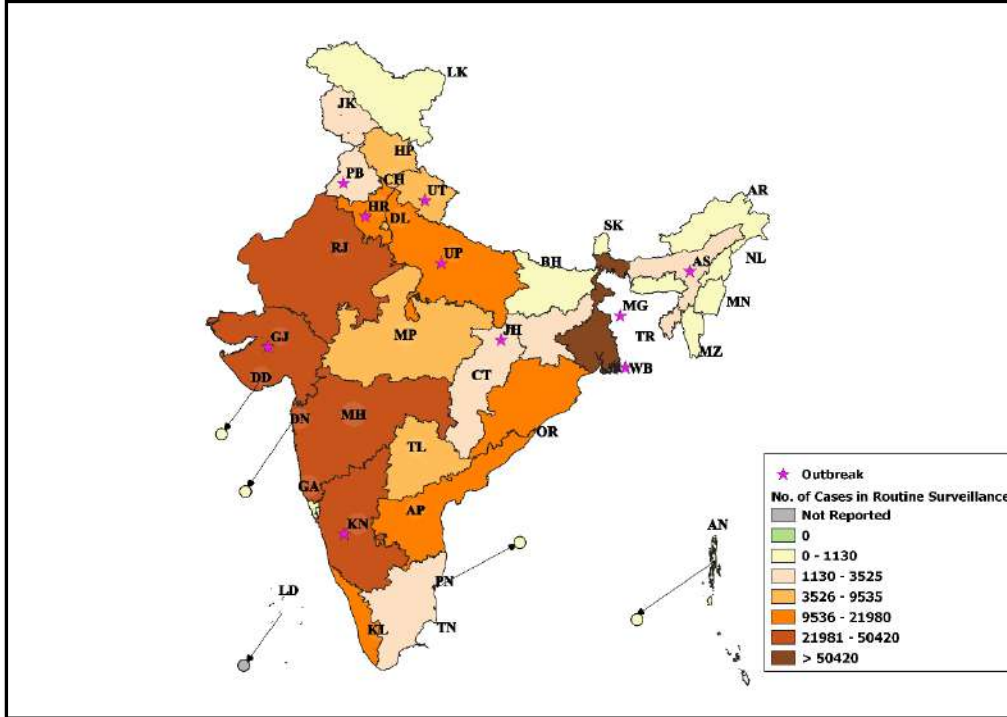 LK
JK
HP
PB
CH
UT
HR
DL
AR
SK
RJ
UP
BH
AS
NL
MG
MN
GJ
MP
JH
TR
MZ
DD
CT
WB
DN
MH
OR
TL
GA
AP
KN
AN
LD
PN
KL
TN
Outbreak
No. of Cases in Routine Surveillance
Not Reported
0
0 - 1130
1130 - 3525
3526 - 9535
9536 - 21980
21981 - 50420
> 50420